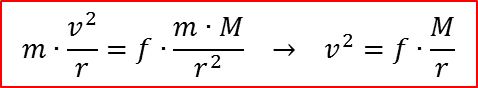 m · v²/r = f · m · M/r² → v² = f · M/r